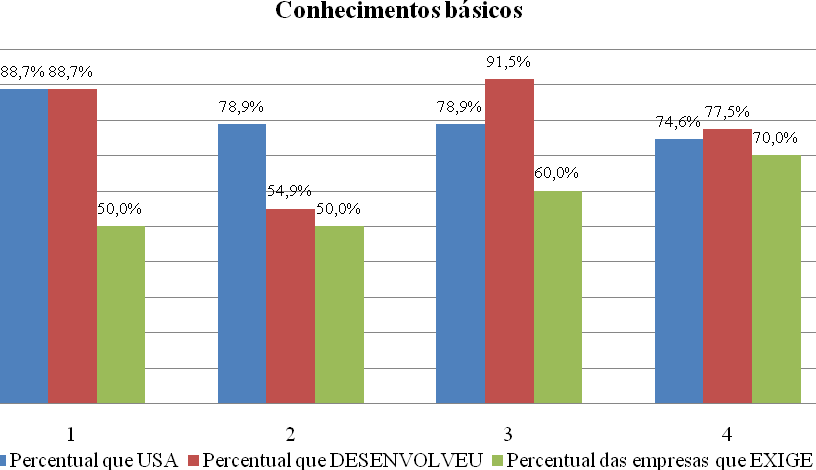 Conhecimentos básicos
88,7% 88,7% 50,0%
78,9% 54,9% 50,0%
78,9% 91,5% 60,0%
74,6% 77,5% 70,0%
1 2 3 4
Percentual que USA Percentual que DESENVOLVEU Percentual das empresas que EXIGE